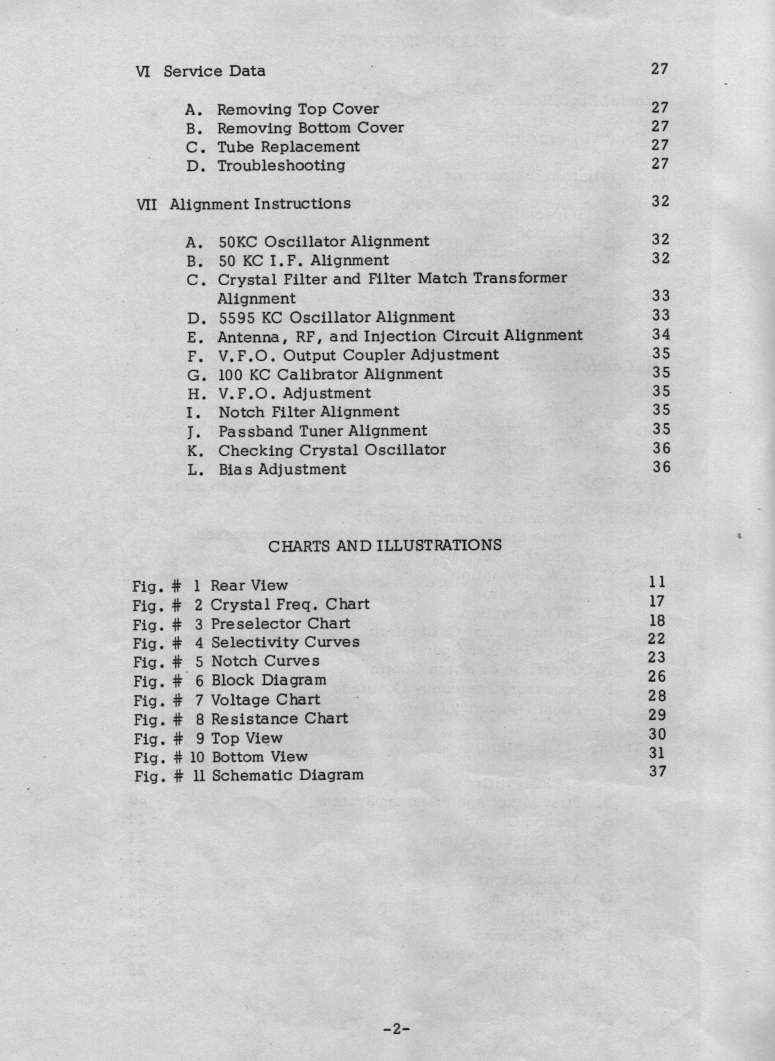 VI Service Data 27
A. Removing Top Cover 27
B. Removing Bottom Cover 27
C. Tube Replacement 27
D. Troubleshooting 27
VII Alignment Instructions 32
A. 50KC Oscillator Alignment 32
B. 50 KC I.F. Alignment 32
C. Crystal Filter and Filter Match Transformer
Alignment 33
D. 5595 KC Oscillator Alignment 33
E. Antenna, RF, and Injection Circuit Alignment 34
F. V.F.O. Output Coupler Adjustment 35
G. 100 KC Calibrator Alignment 35
H. V.F.O. Adjustment 35
I. Notch Filter Alignment 35
J. Passband Tuner Alignment 35
K. Checking Crystal Oscillator 36
L. Bias Adjustment 36
CHARTS AND ILLUSTRATIONS
Fig. # 1 Rear View 11
Fig. # 2 Crystal Freq. Chart 17
Fig. # 3 Preselector Chart 18
Fig. # 4 Selectivity Curves 22
Fig. # 5 Notch Curves 23
Fig. # 6 Block Diagram 26
Fig. # 7 Voltage Chart 28
Fig. # 8 Resistance Chart 29
Fig. # 9 Top View 30
Fig. # 10 Bottom View 31
Fig. # 11 Schematic Diagram 37
-2-